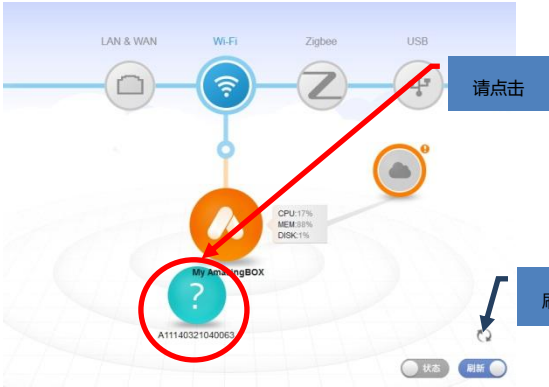 LAN & WAN
Wi-Fi
Zigbee
USB
请点击
CPU:17%
MEM:88%
DISK:1%
My AmazingBOX
?
A11140321040063
刷
状态
刷新